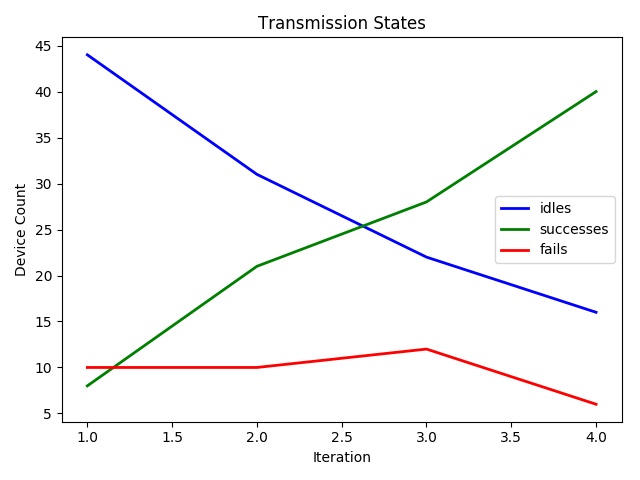 Transmission States
45
40
35
30
25
20
15
10
5
Device Count
idles
successes
fails
1.0 1.5 2.0 2.5 3.0 3.5 4.0
Iteration